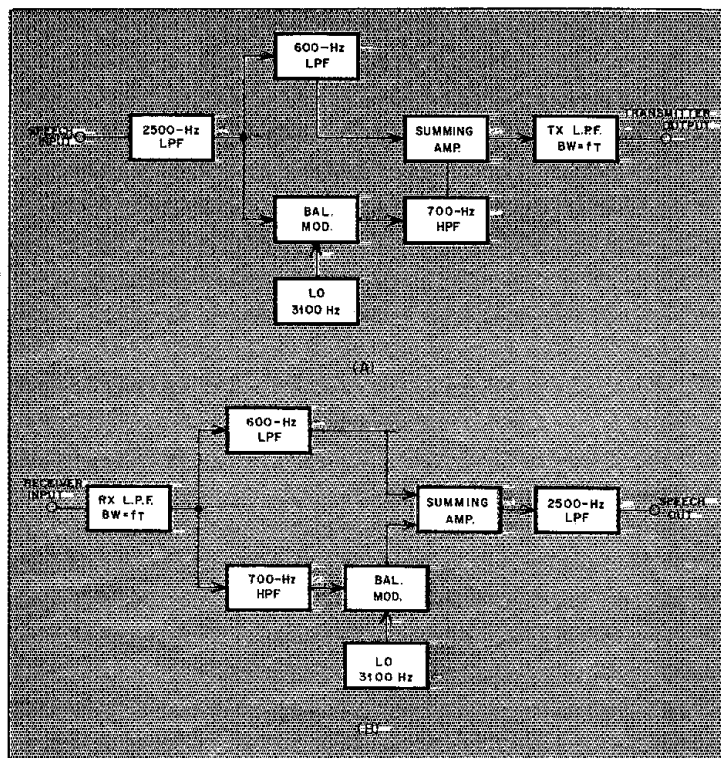 600-Hz
LPF
SPEECH
INPUT
2500-Hz
LPF
SUMMING
AMP.
TX L.P.F.
BW=fT
TRANSMITTER
OUTPUT
BAL.
MOD.
700-Hz
HPF
LO
3100 Hz
(A)
600-Hz
LPF
RECEIVER
INPUT
RX L.P.F.
BW=fT
SUMMING
AMP.
2500-Hz
LPF
SPEECH
OUT
700-Hz
HPF
BAL.
MOD.
LO
3100 Hz
(B)